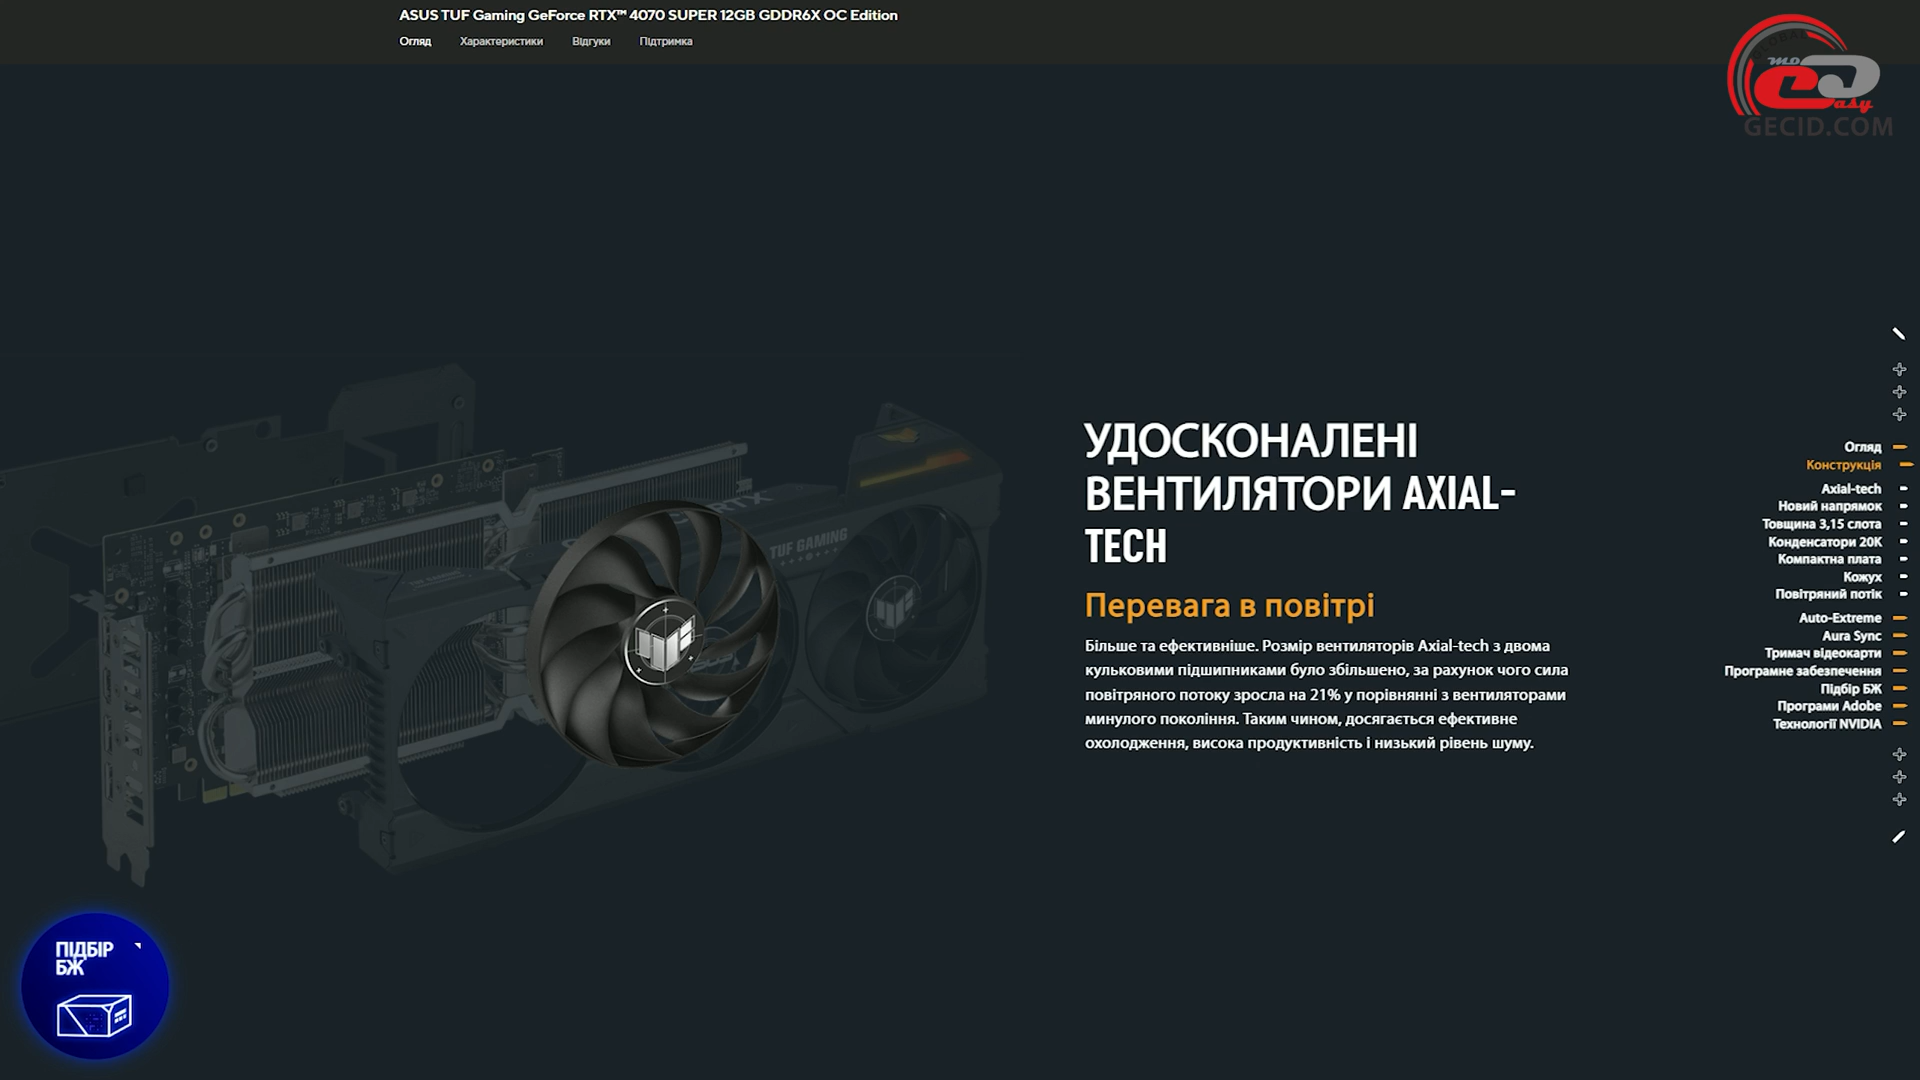 ASUS TUF Gaming GeForce RTX™ 4070 SUPER 12GB GDDR6X OC Edition
Огляд Характеристики Відгуки Підтримка
GECID.COM
УДОСКОНАЛЕНІ
ВЕНТИЛЯТОРИ AXIAL-
TECH
Перевага в повітрі
Більше та ефективніше. Розмір вентиляторів Axial-tech з двома
кульковими підшипниками було збільшено, за рахунок чого сила
повітряного потоку зросла на 21% у порівнянні з вентиляторами
минулого покоління. Таким чином, досягається ефективне
охолодження, висока продуктивність і низький рівень шуму.
TUF GAMING
Огляд
Конструкція
Axial-tech
Новий напрямок
Товщина 3,15 слота
Конденсатори 20K
Компактна плата
Кожух
Повітряний потік
Auto-Extreme
Aura Sync
Тримач відеокарти
Програмне забезпечення
Підбір БЖ
Програми Adobe
Технології NVIDIA
ПІДБІР
БЖ